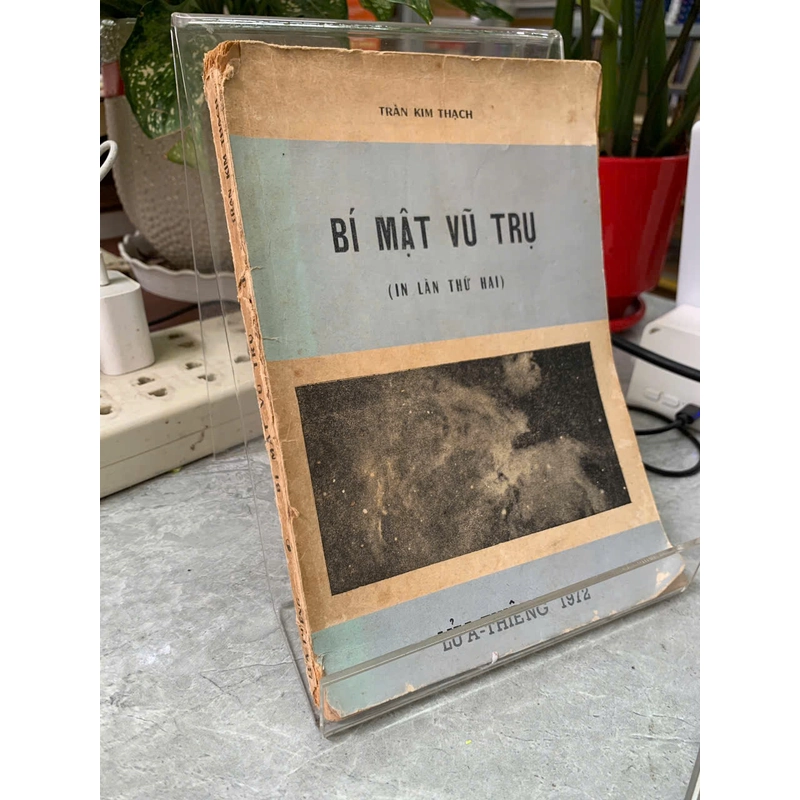 TRẦN KIM THẠCH
BÍ MẬT VŨ TRỤ
(IN LẦN THỨ HAI)
LỬA-THIÊNG 1972